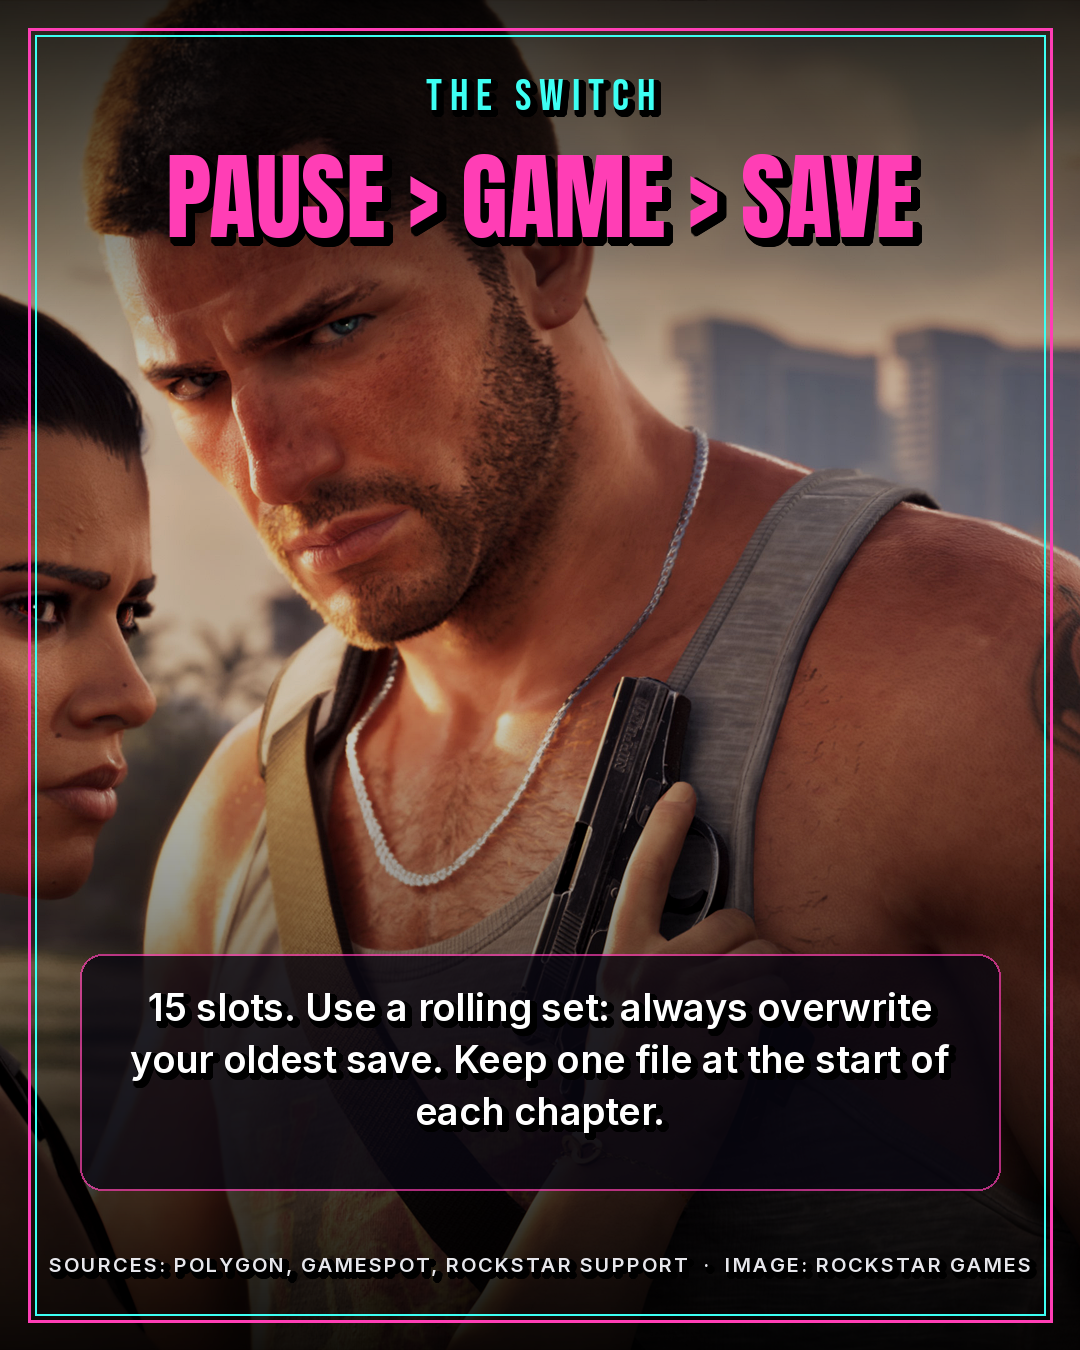 THE SWITCH
PAUSE > GAME > SAVE
15 slots. Use a rolling set: always overwrite
your oldest save. Keep one file at the start of
each chapter.
SOURCES: POLYGON, GAMESPOT, ROCKSTAR SUPPORT · IMAGE: ROCKSTAR GAMES